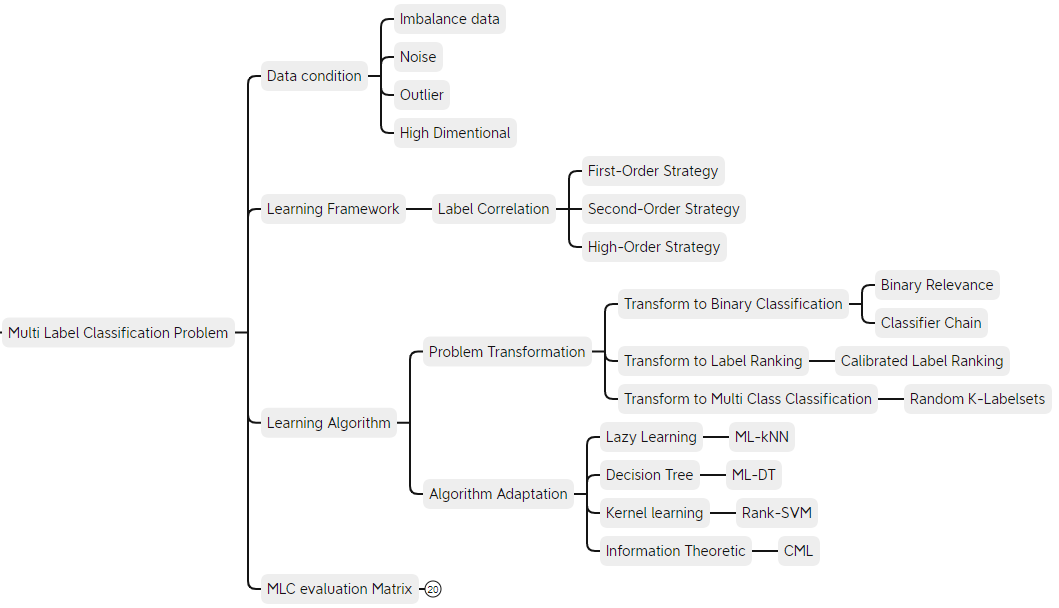 Imbalance data
Noise
Data condition
Outlier
High Dimentional
First-Order Strategy
Learning Framework
Label Correlation
Second-Order Strategy
High-Order Strategy
Binary Relevance
Transform to Binary Classification
Classifier Chain
Multi Label Classification Problem
Problem Transformation
Transform to Label Ranking
Calibrated Label Ranking
Transform to Multi Class Classification
Random K-Labelsets
Learning Algorithm
Lazy Learning
ML-kNN
Decision Tree
ML-DT
Algorithm Adaptation
Kernel learning
Rank-SVM
Information Theoretic
CML
MLC evaluation Matrix
20